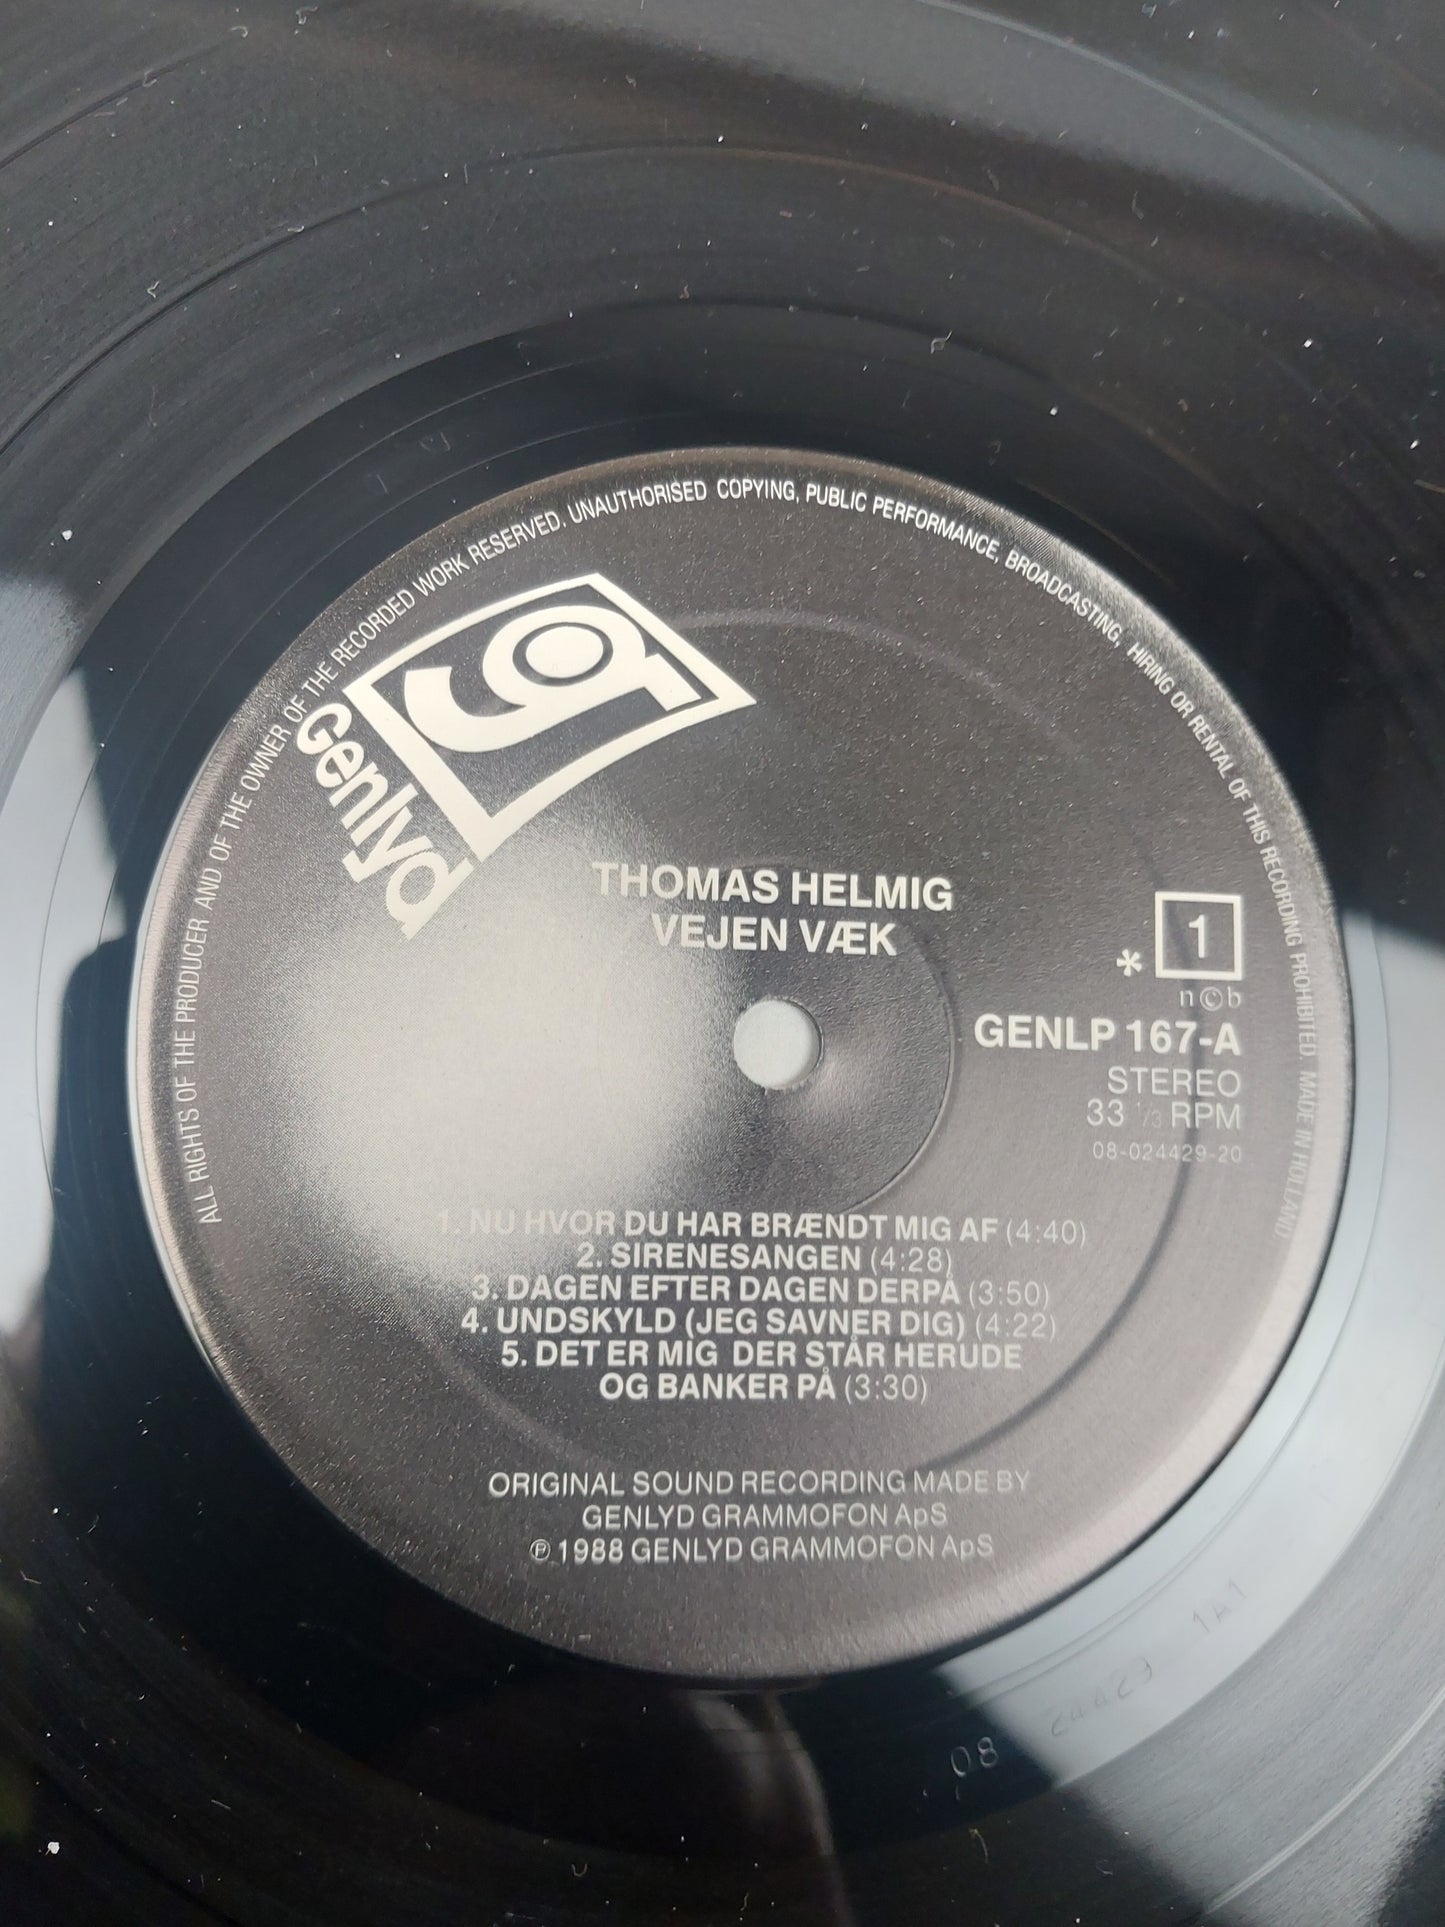 ALL RIGHTS OF THE PRODUCER AND OF THE OWNER OF THE RECORDED WORK RESERVED. UNAUTHORISED COPYING, PUBLIC PERFORMANCE, BROADCASTING, HIRING OR RENTAL OF THIS RECORDING PROHIBITED. MADE IN HOLLAND
g
Genlyd
THOMAS HELMIG
VEJEN VÆK
* 1
n©b
GENLP 167-A
STEREO
33 1/3 RPM
08-024429-20
1. NU HVOR DU HAR BRÆNDT MIG AF (4:40)
2. SIRENESANGEN (4:28)
3. DAGEN EFTER DAGEN DERPÅ (3:50)
4. UNDSKYLD (JEG SAVNER DIG) (4:22)
5. DET ER MIG DER STÅR HERUDE
OG BANKER PÅ (3:30)
ORIGINAL SOUND RECORDING MADE BY
GENLYD GRAMMOFON ApS
℗ 1988 GENLYD GRAMMOFON ApS
08 1A1